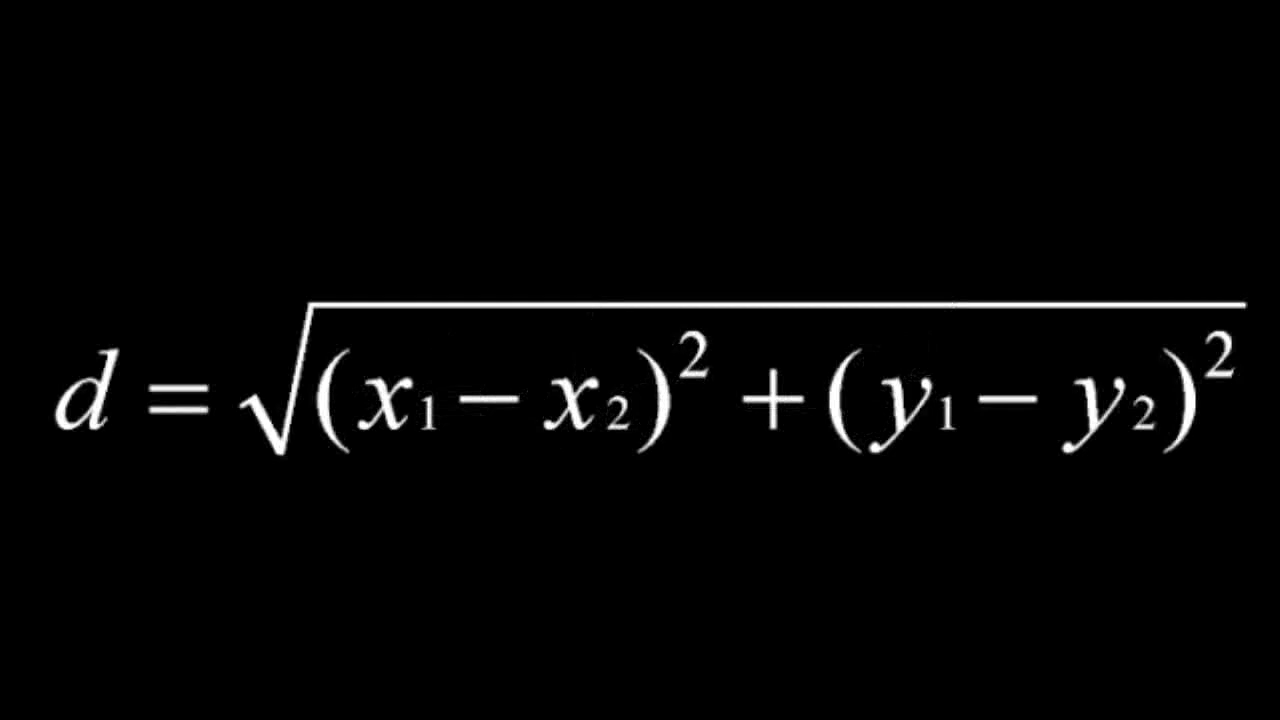 d = √(x₁ − x₂)² + (y₁ − y₂)²